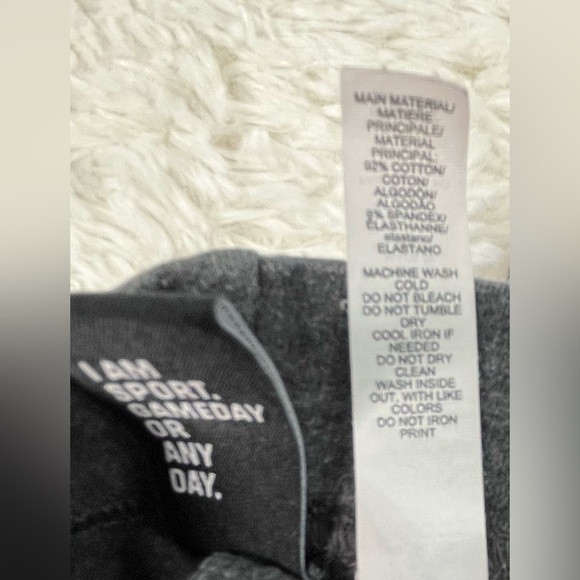 MAIN MATERIAL/
MATIERE
PRINCIPALE/
MATERIAL
PRINCIPAL:
92% COTTON/
COTON/
ALGODON/
ALGODÃO
8% SPANDEX/
ÉLASTHANNE/
elastano/
ELASTANO
MACHINE WASH
COLD
DO NOT BLEACH
DO NOT TUMBLE
DRY
COOL IRON IF
NEEDED
DO NOT DRY
CLEAN
WASH INSIDE
OUT, WITH LIKE
COLORS
DO NOT IRON
PRINT
I AM
SPORT.
GAMEDAY
OR
ANY
DAY.